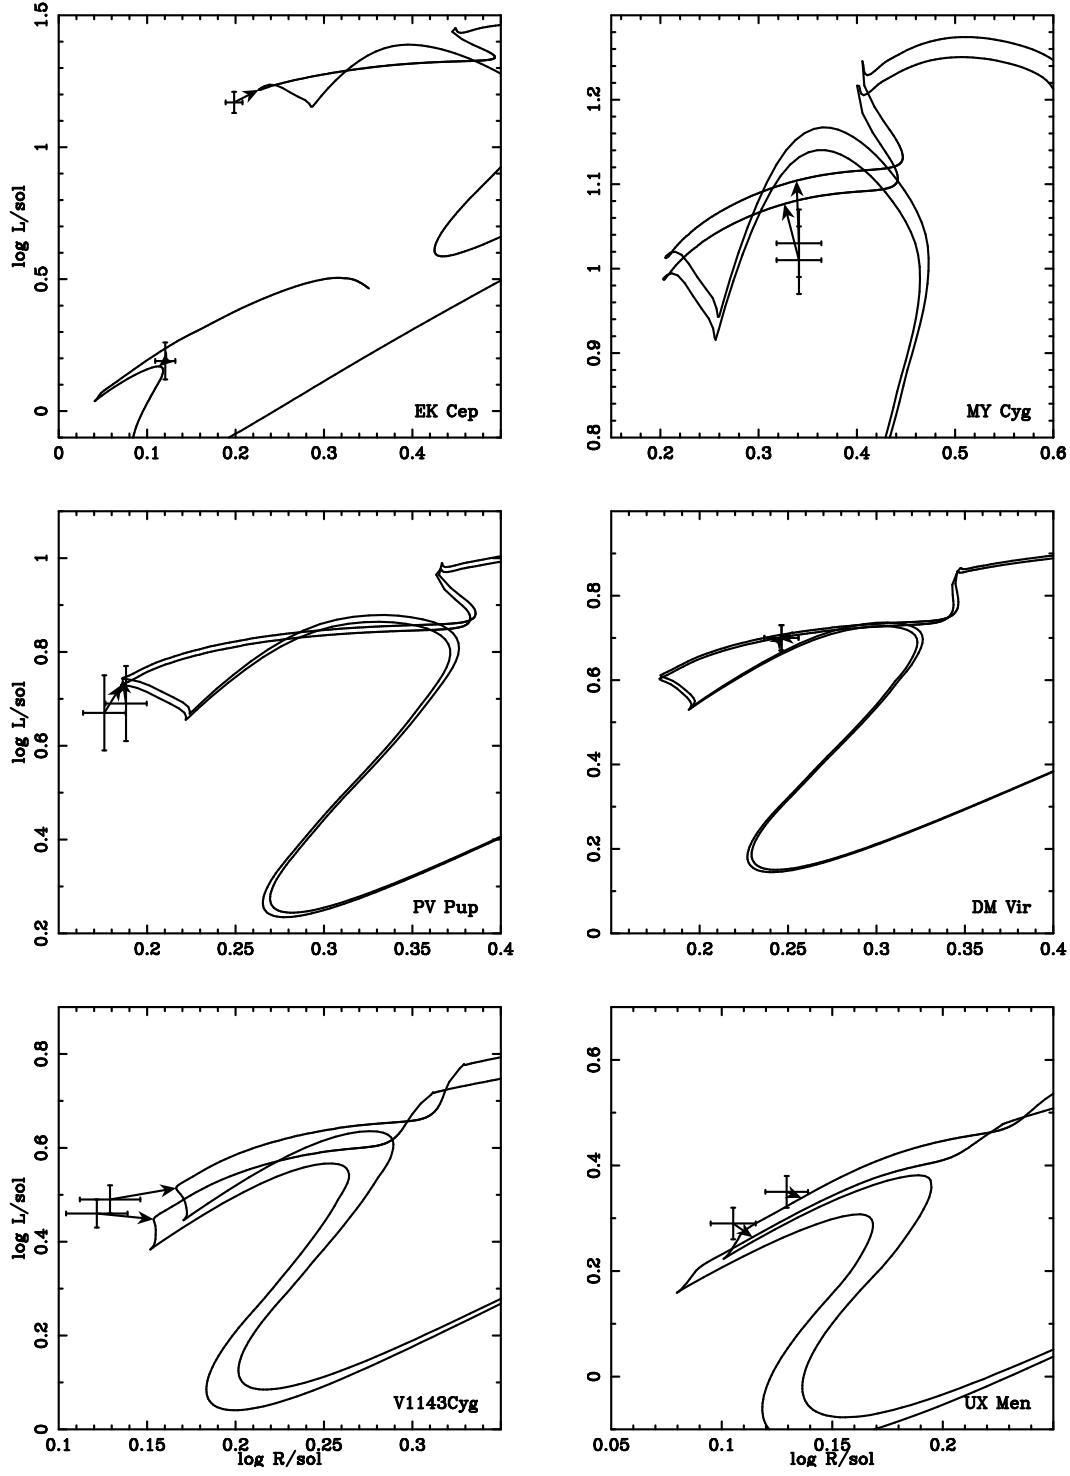 1.5
1
0.5
0
log L/sol
EK Cep
0 0.1 0.2 0.3 0.4 0.5
1.2
1.1
1
0.9
0.8
MY Cyg
0.2 0.3 0.4 0.5 0.6
1
0.8
0.6
0.4
0.2
log L/sol
PV Pup
0.2 0.25 0.3 0.35 0.4
0.8
0.6
0.4
0.2
0
DM Vir
0.2 0.25 0.3 0.35 0.4
0.8
0.6
0.4
0.2
0
log L/sol
V1143Cyg
0.1 0.15 0.2 0.25 0.3
log R/sol
0.6
0.4
0.2
0
UX Men
0.05 0.1 0.15 0.2
log R/sol